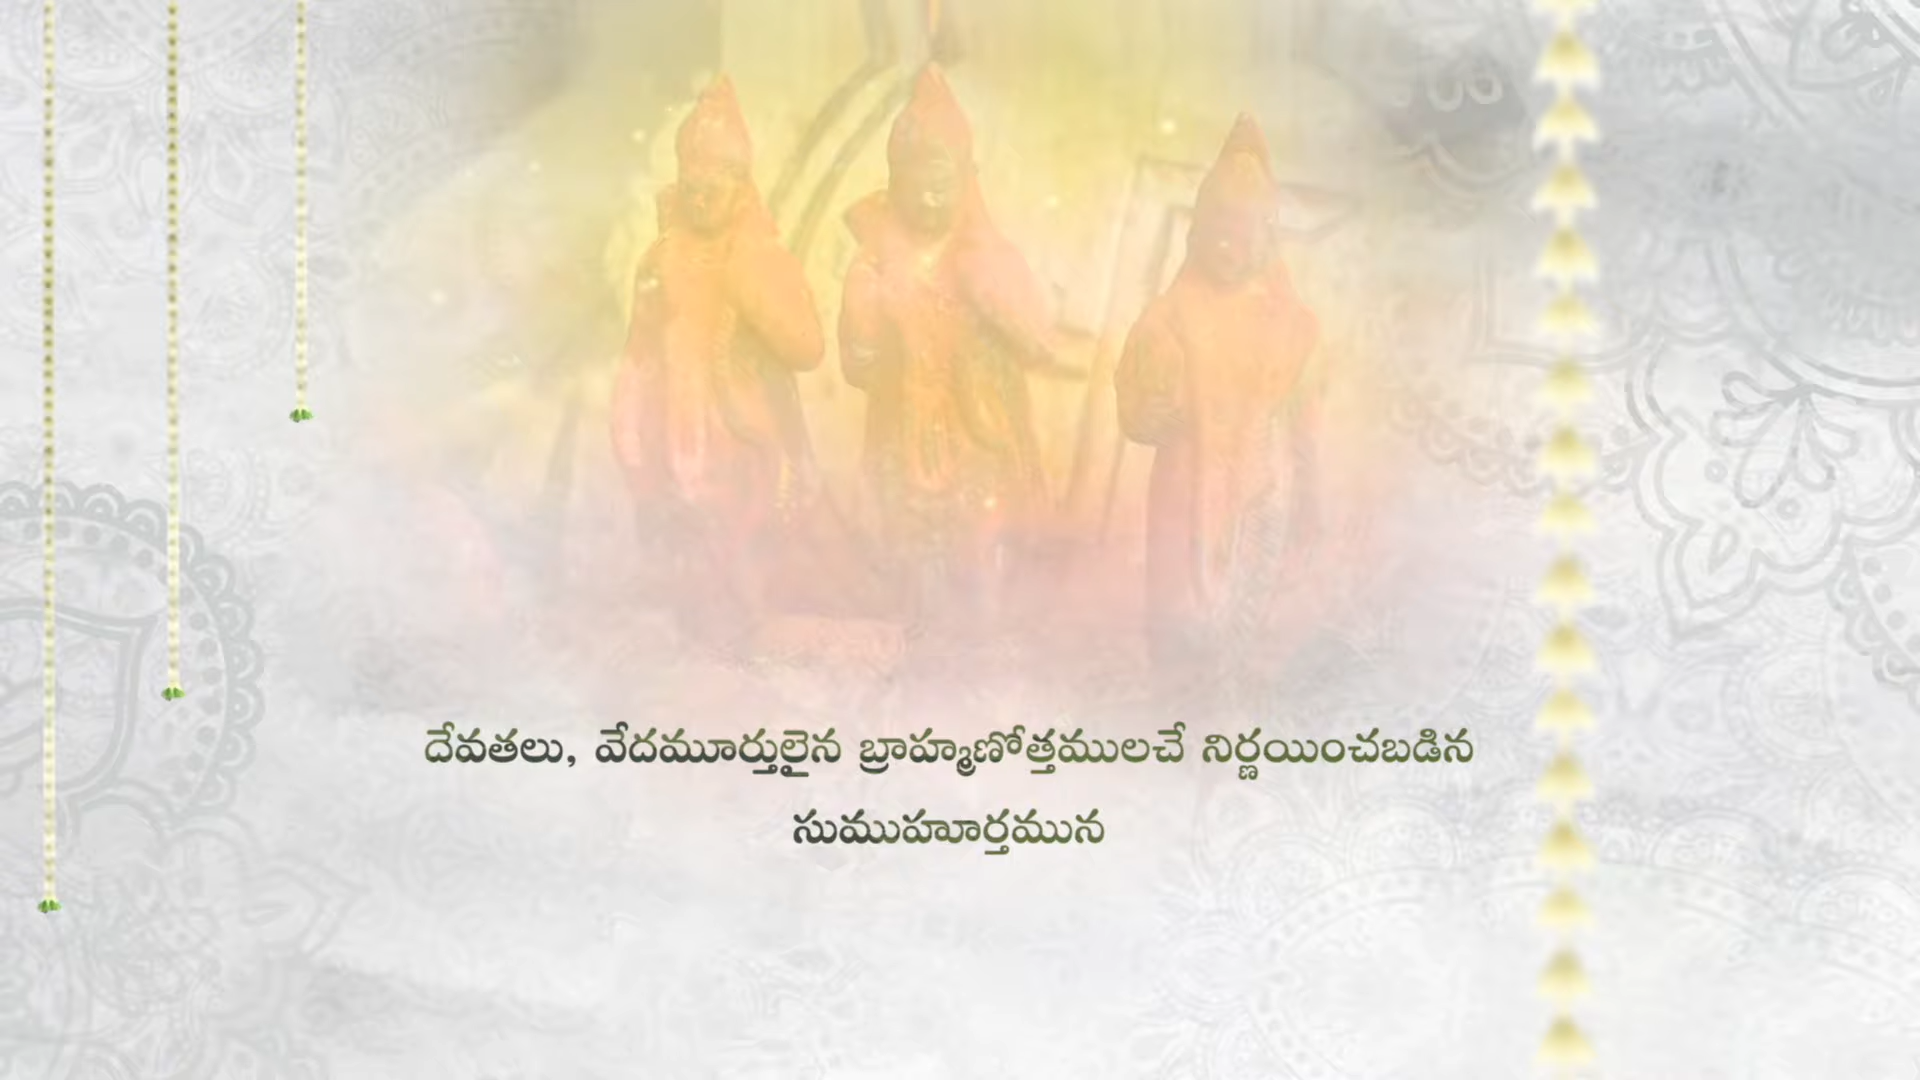 దేవతలు, వేదమూర్తులైన బ్రాహ్మణోత్తములచే నిర్ణయించబడిన
సుముహూర్తమున